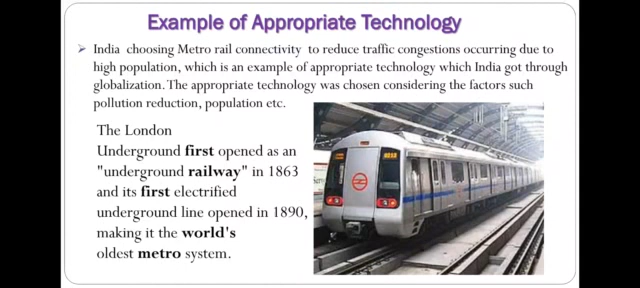 Example of Appropriate Technology
➢ India choosing Metro rail connectivity to reduce traffic congestions occurring due to
high population, which is an example of appropriate technology which India got through
globalization. The appropriate technology was chosen considering the factors such
pollution reduction, population etc.
The London
Underground first opened as an
"underground railway" in 1863
and its first electrified
underground line opened in 1890,
making it the world's
oldest metro system.